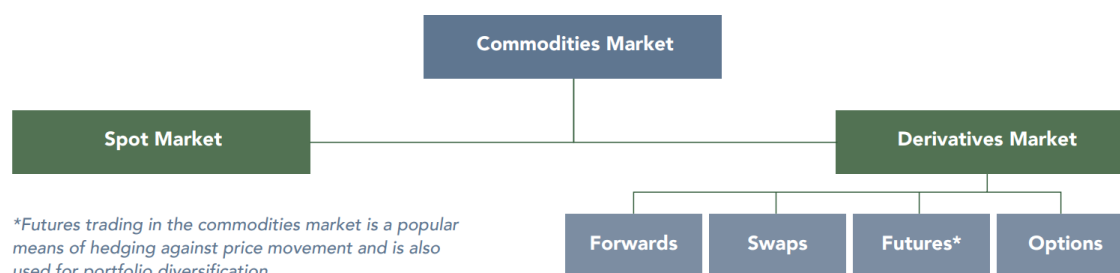 Commodities Market
Spot Market
Derivatives Market
*Futures trading in the commodities market is a popular
means of hedging against price movement and is also
used for portfolio diversification
Forwards
Swaps
Futures*
Options